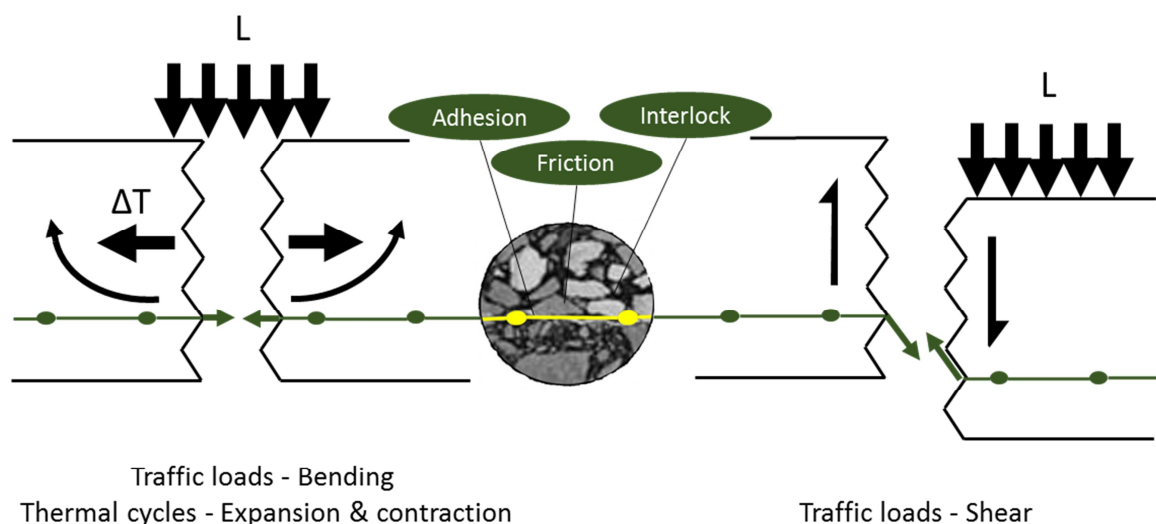 L
Adhesion
Interlock
Friction
L
ΔT
Traffic loads - Bending
Thermal cycles - Expansion & contraction
Traffic loads - Shear